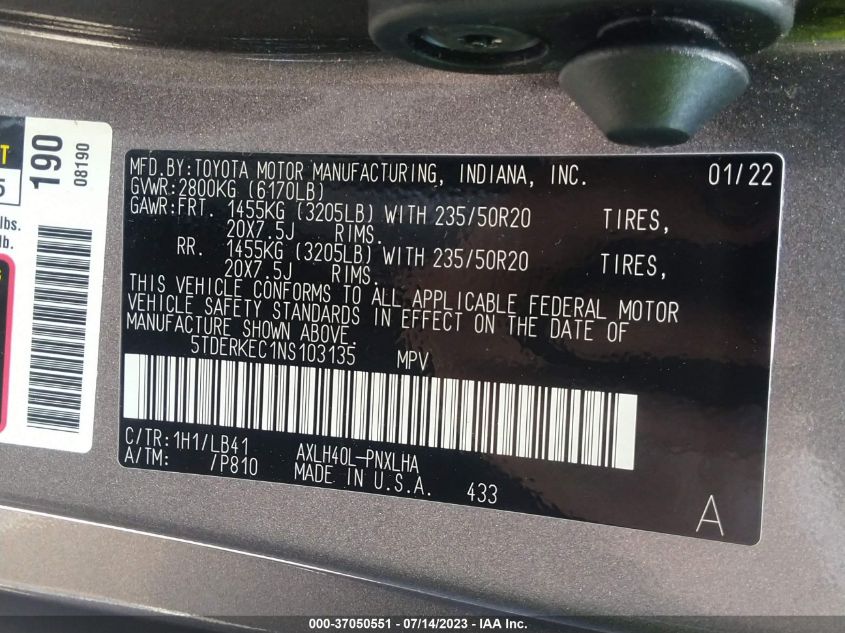 T
5
190
08190
lbs.
lb.
G
MFD.BY:TOYOTA MOTOR MANUFACTURING, INDIANA, INC. 01/22
GVWR:2800KG (6170LB)
GAWR:FRT. 1455KG (3205LB) WITH 235/50R20 TIRES,
20X7.5J RIMS.
RR. 1455KG (3205LB) WITH 235/50R20 TIRES,
20X7.5J RIMS.
THIS VEHICLE CONFORMS TO ALL APPLICABLE FEDERAL MOTOR
VEHICLE SAFETY STANDARDS IN EFFECT ON THE DATE OF
MANUFACTURE SHOWN ABOVE.
5TDERKEC1NS103135 MPV
C/TR:1H1/LB41 AXLH40L-PNXLHA
A/TM: /P810 MADE IN U.S.A. 433
A
000-37050551 - 07/14/2023 - IAA Inc.